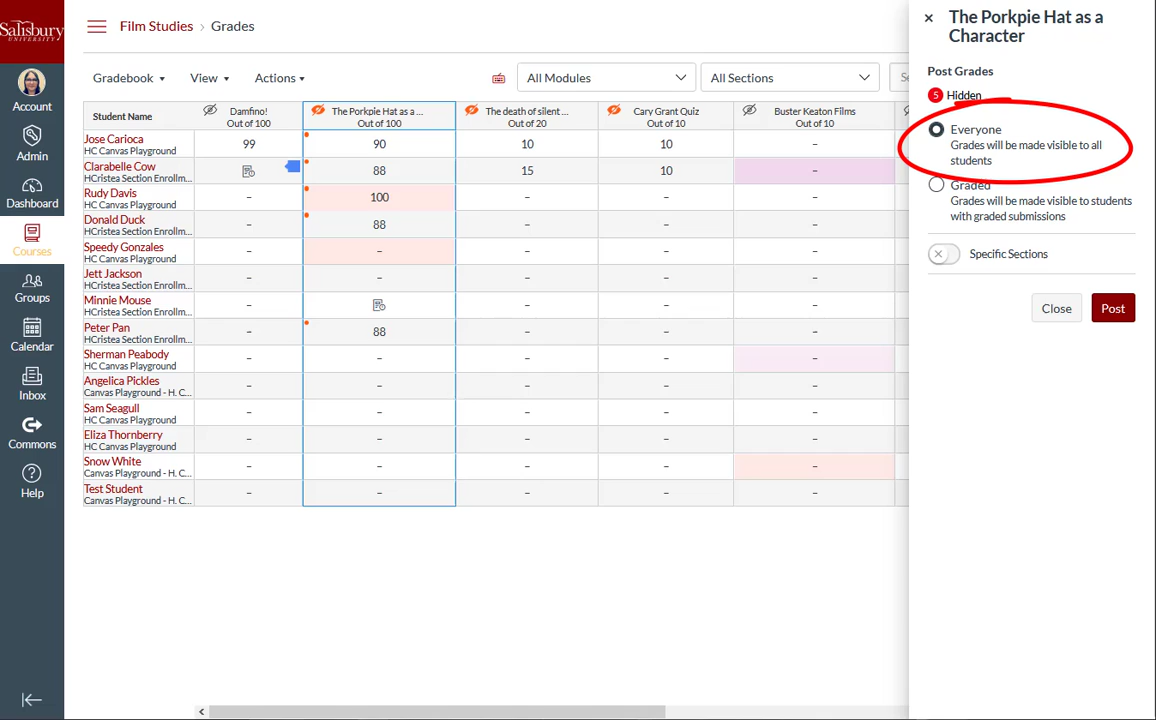 Salisbury
UNIVERSITY
Account
Admin
Dashboard
Courses
Groups
Calendar
Inbox
Commons
Help
Film Studies › Grades
Gradebook
View
Actions
All Modules
All Sections
Se
Student Name
Damfino!
Out of 100
The Porkpie Hat as a ...
Out of 100
The death of silent ...
Out of 20
Cary Grant Quiz
Out of 10
Buster Keaton Films
Out of 10
Jose Carioca
HC Canvas Playground
99 90 10 10 –
Clarabelle Cow
HCristea Section Enrollm...
88 15 10 –
Rudy Davis
HC Canvas Playground
– 100 – – –
Donald Duck
HCristea Section Enrollm...
– 88 – – –
Speedy Gonzales
HC Canvas Playground
– – – – –
Jett Jackson
HCristea Section Enrollm...
– – – – –
Minnie Mouse
HCristea Section Enrollm...
– – – –
Peter Pan
HCristea Section Enrollm...
– 88 – – –
Sherman Peabody
HC Canvas Playground
– – – – –
Angelica Pickles
Canvas Playground - H. C...
– – – – –
Sam Seagull
HC Canvas Playground
– – – – –
Eliza Thornberry
HC Canvas Playground
– – – – –
Snow White
Canvas Playground - H. C...
– – – – –
Test Student
Canvas Playground - H. C...
– – – – –
The Porkpie Hat as a
Character
Post Grades
5 Hidden
Everyone
Grades will be made visible to all
students
Graded
Grades will be made visible to students
with graded submissions
Specific Sections
Close
Post